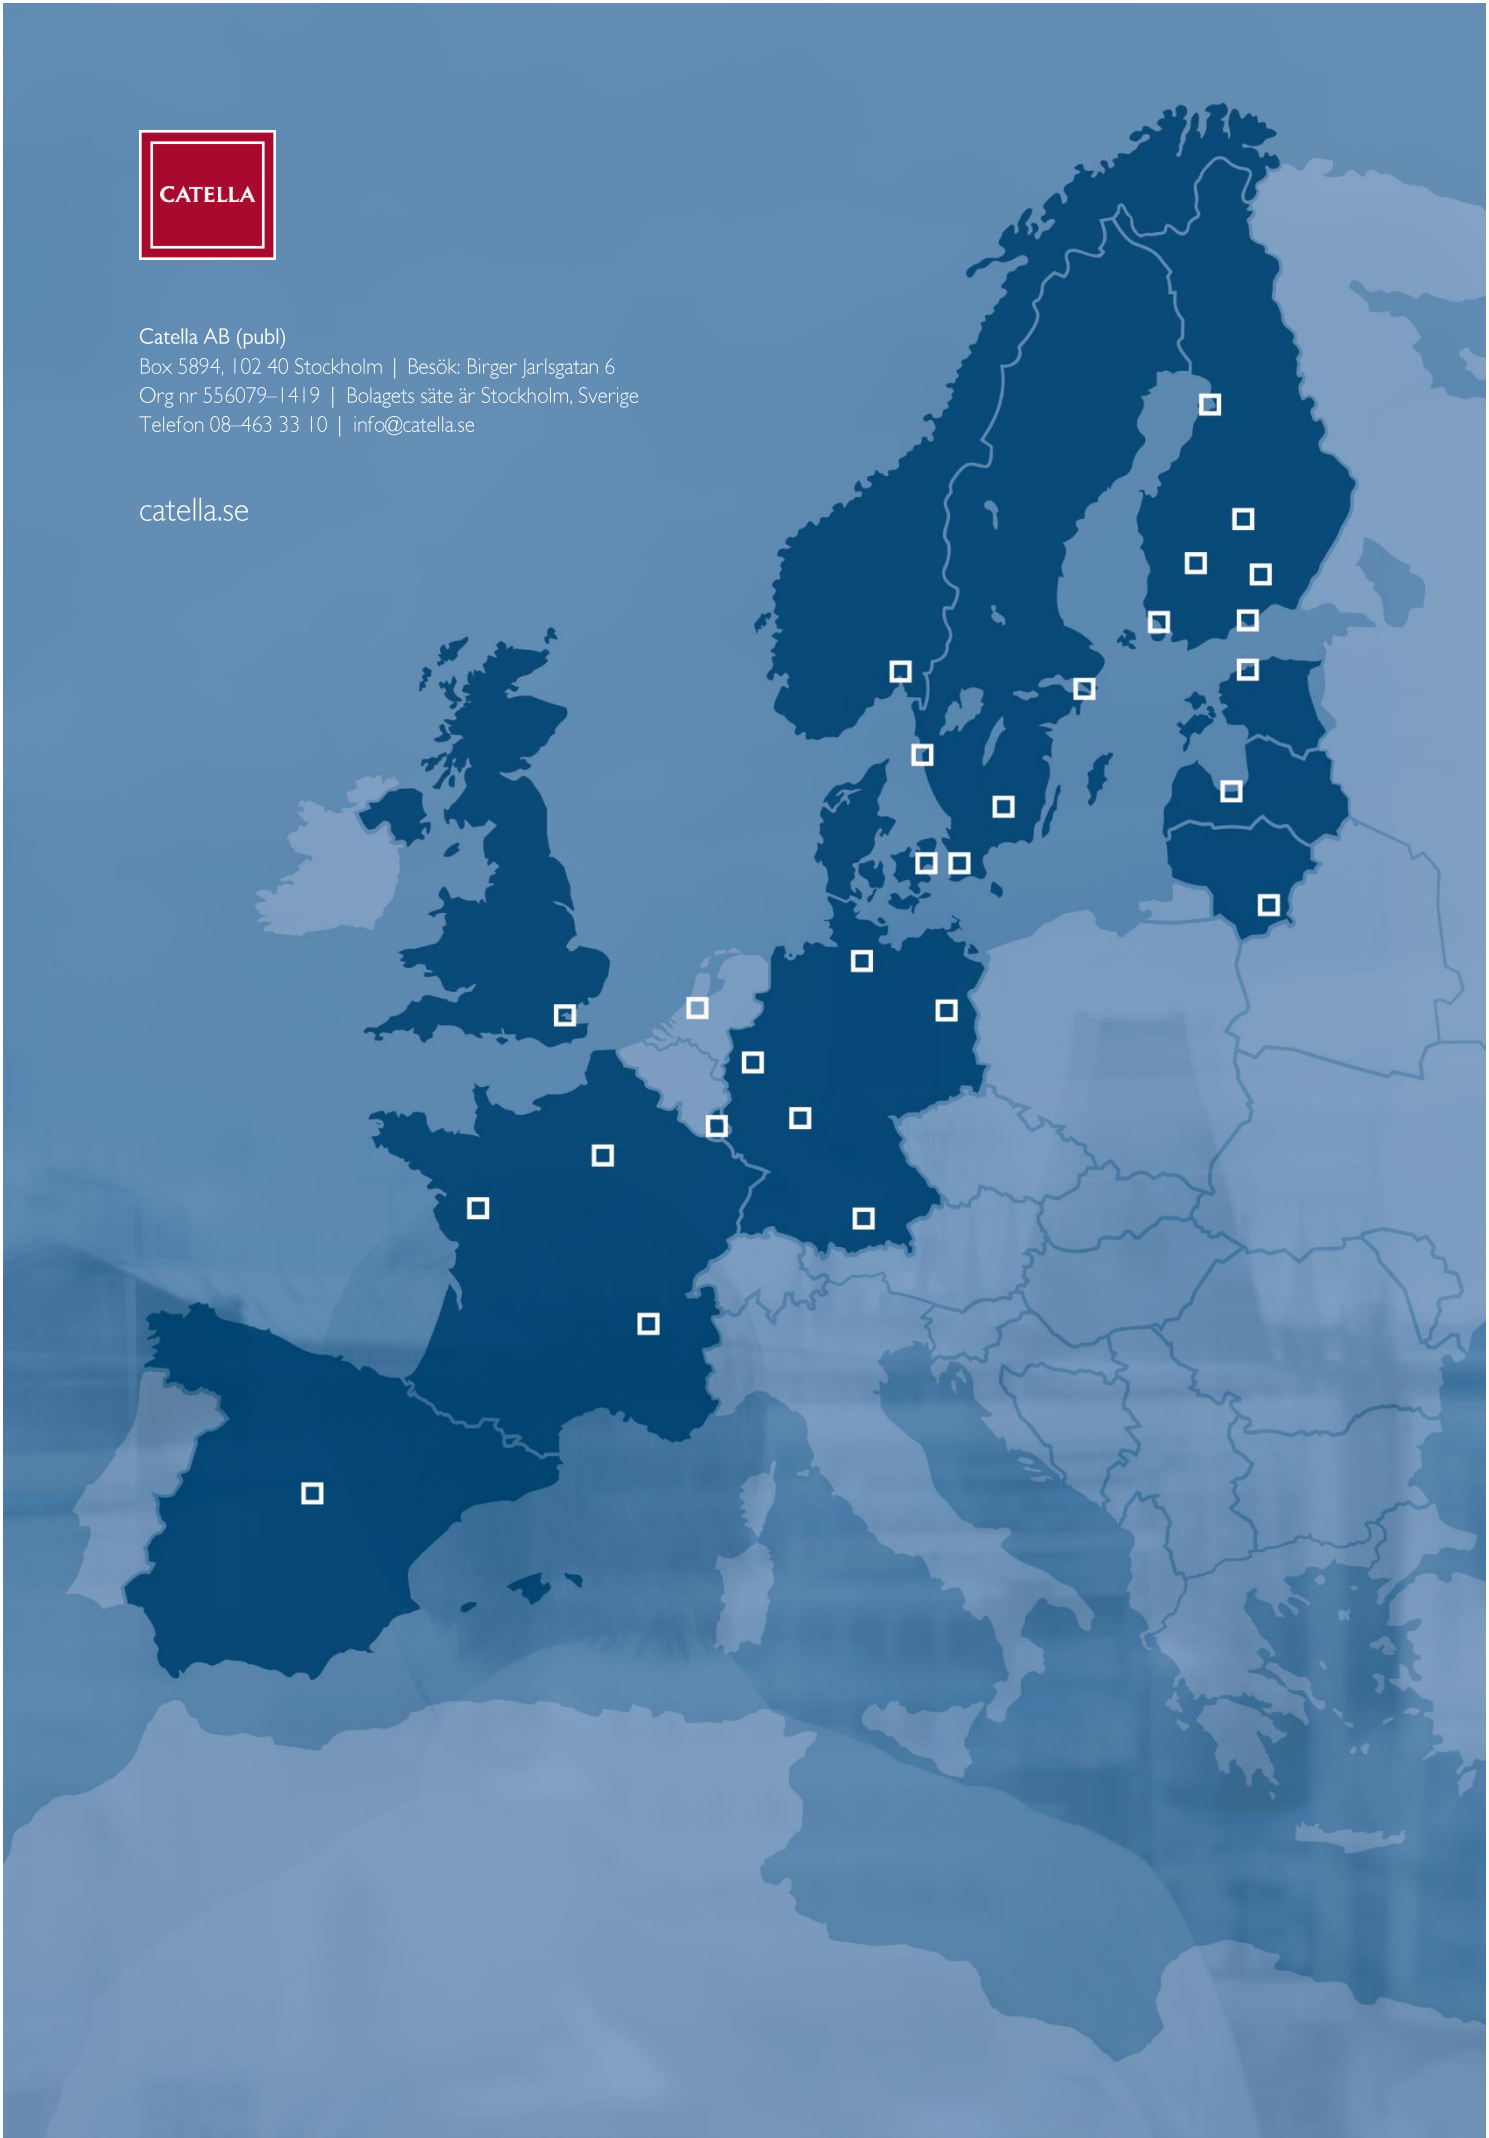 CATELLA
Catella AB (publ)
Box 5894, 102 40 Stockholm | Besök: Birger Jarlsgatan 6
Org nr 556079–1419 | Bolagets säte är Stockholm, Sverige
Telefon 08–463 33 10 | info@catella.se
catella.se